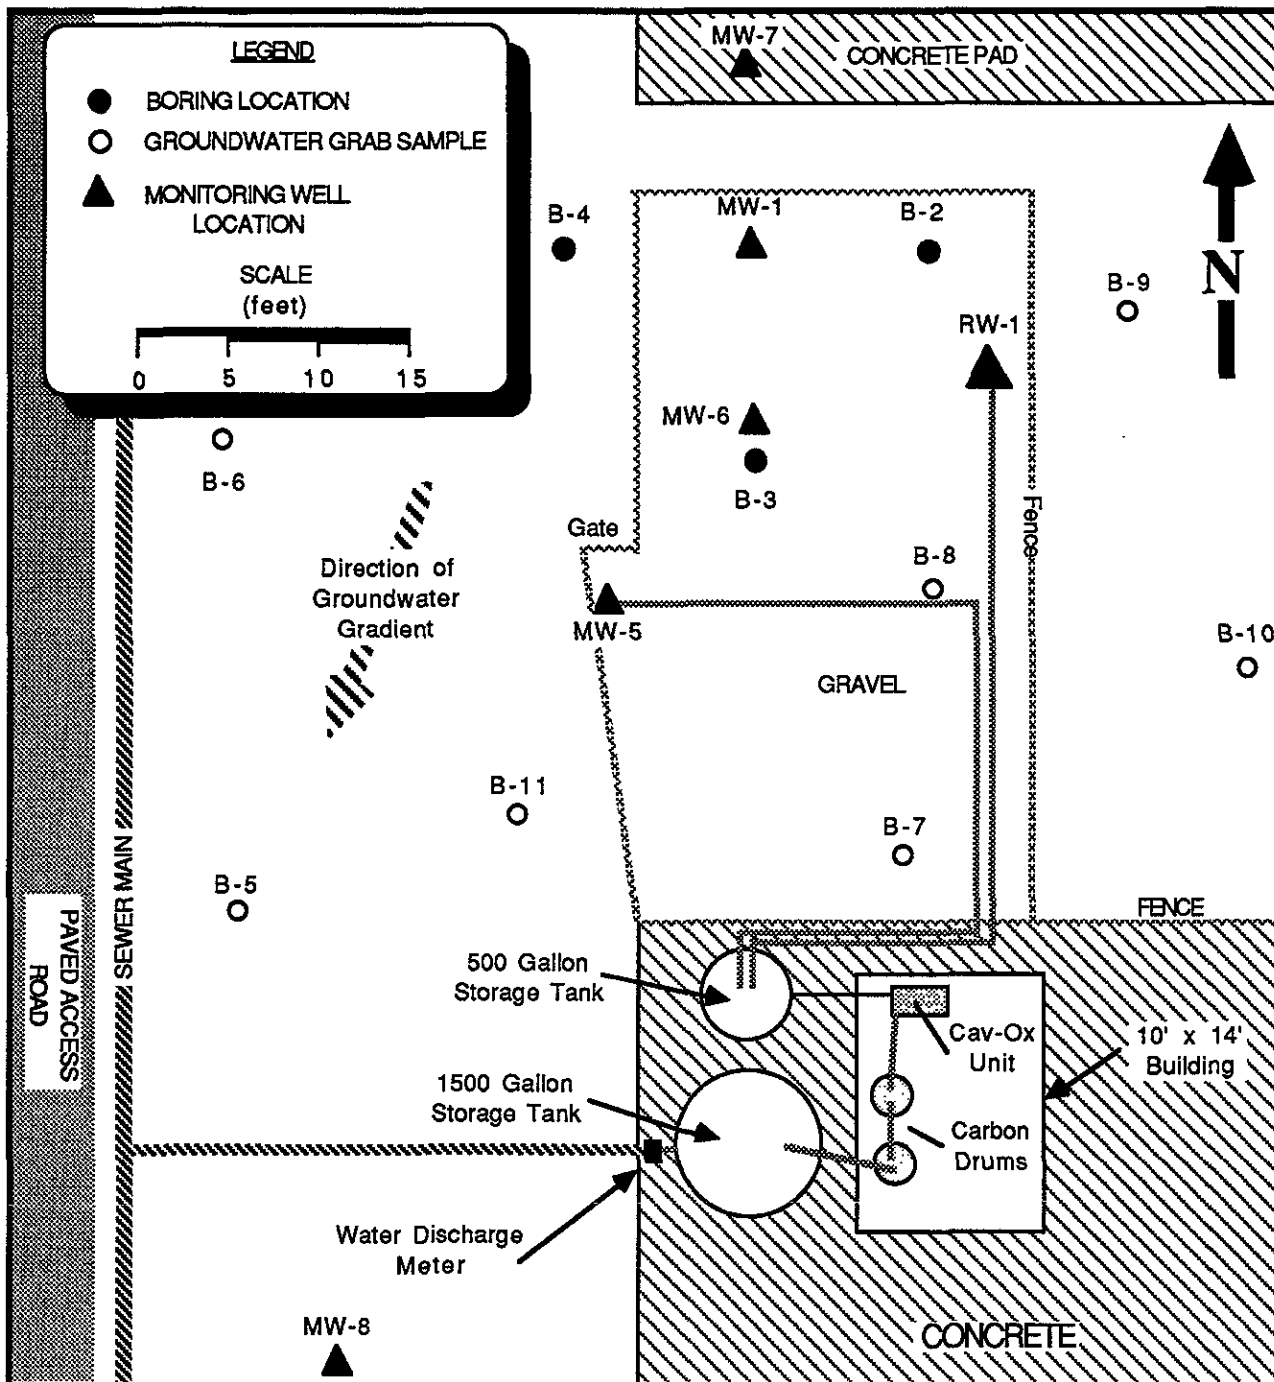 LEGEND
BORING LOCATION
GROUNDWATER GRAB SAMPLE
MONITORING WELL
LOCATION
SCALE
(feet)
0 5 10 15
MW-7
CONCRETE PAD
B-4
MW-1
B-2
N
B-9
RW-1
MW-6
B-3
B-6
Fence
Gate
Direction of
Groundwater
Gradient
B-8
MW-5
B-10
GRAVEL
B-11
B-7
B-5
SEWER MAIN
PAVED ACCESS
ROAD
FENCE
500 Gallon
Storage Tank
Cav-Ox
Unit
10' x 14'
Building
1500 Gallon
Storage Tank
Carbon
Drums
Water Discharge
Meter
MW-8
CONCRETE